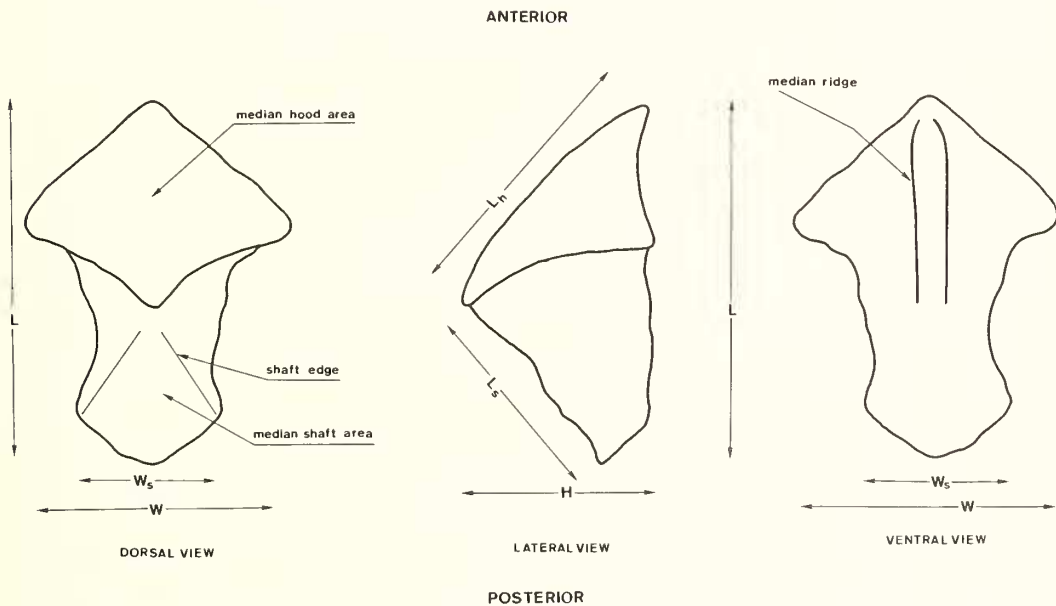 ANTERIOR
median hood area
L
shaft edge
median shaft area
Ws
W
DORSAL VIEW
Lh
Ls
H
LATERAL VIEW
median ridge
L
Ws
W
VENTRAL VIEW
POSTERIOR